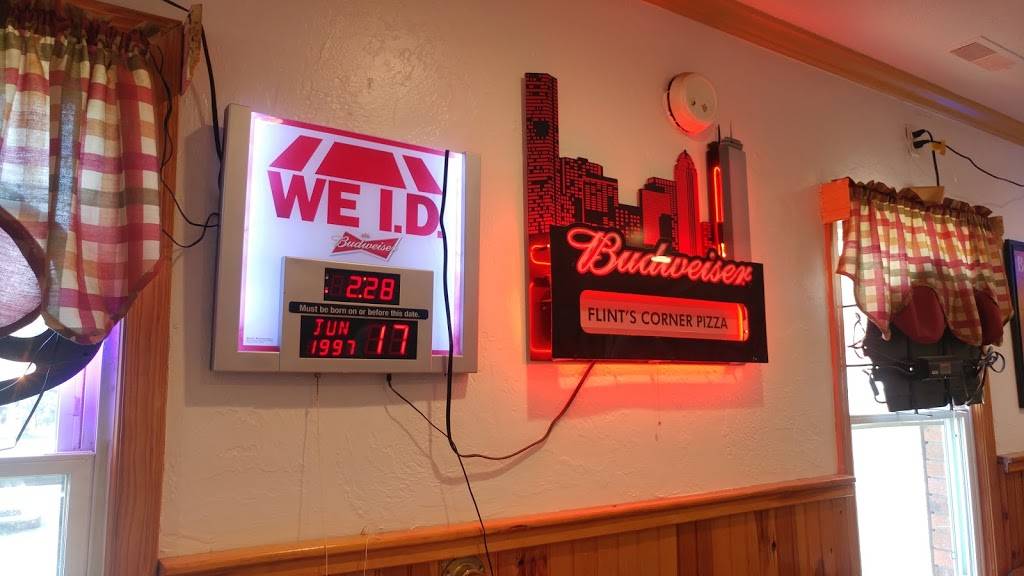 WE I.D.
Budweiser
2:28
Must be born on or before this date.
JUN 17
1997
Budweiser
FLINT'S CORNER PIZZA